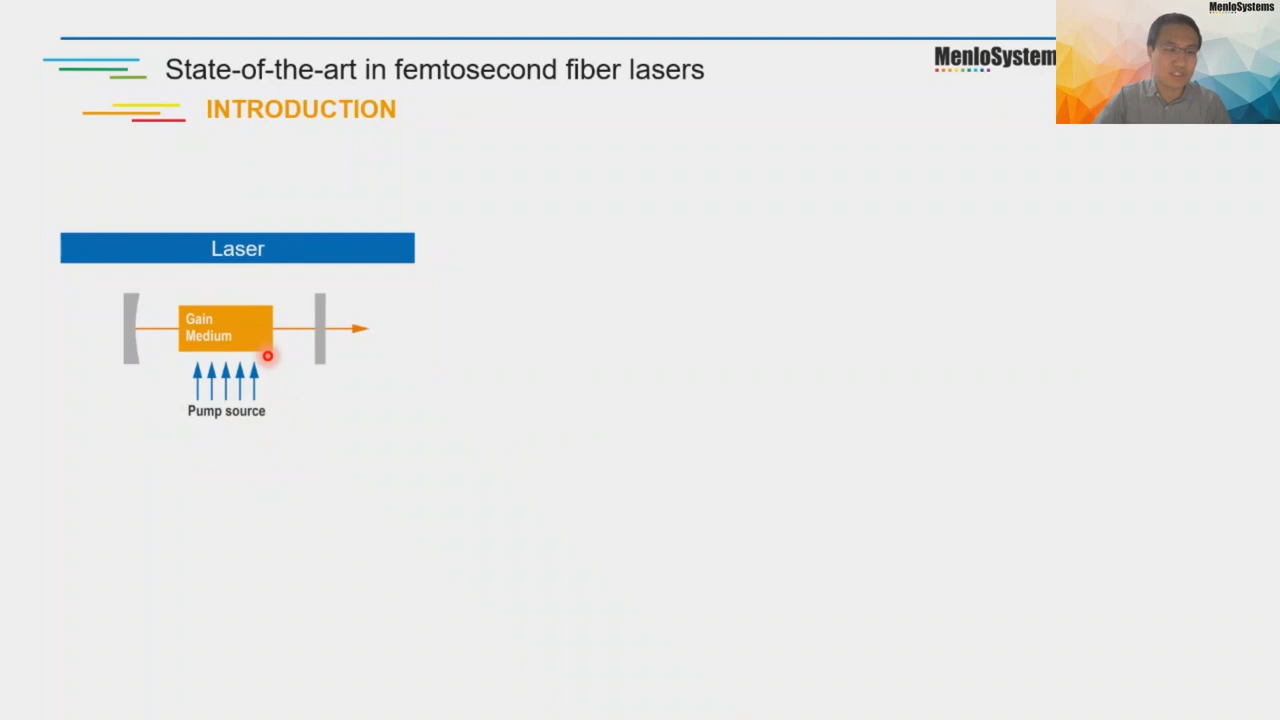 MenloSystems
State-of-the-art in femtosecond fiber lasers
MenloSystem
INTRODUCTION
Laser
Gain
Medium
Pump source